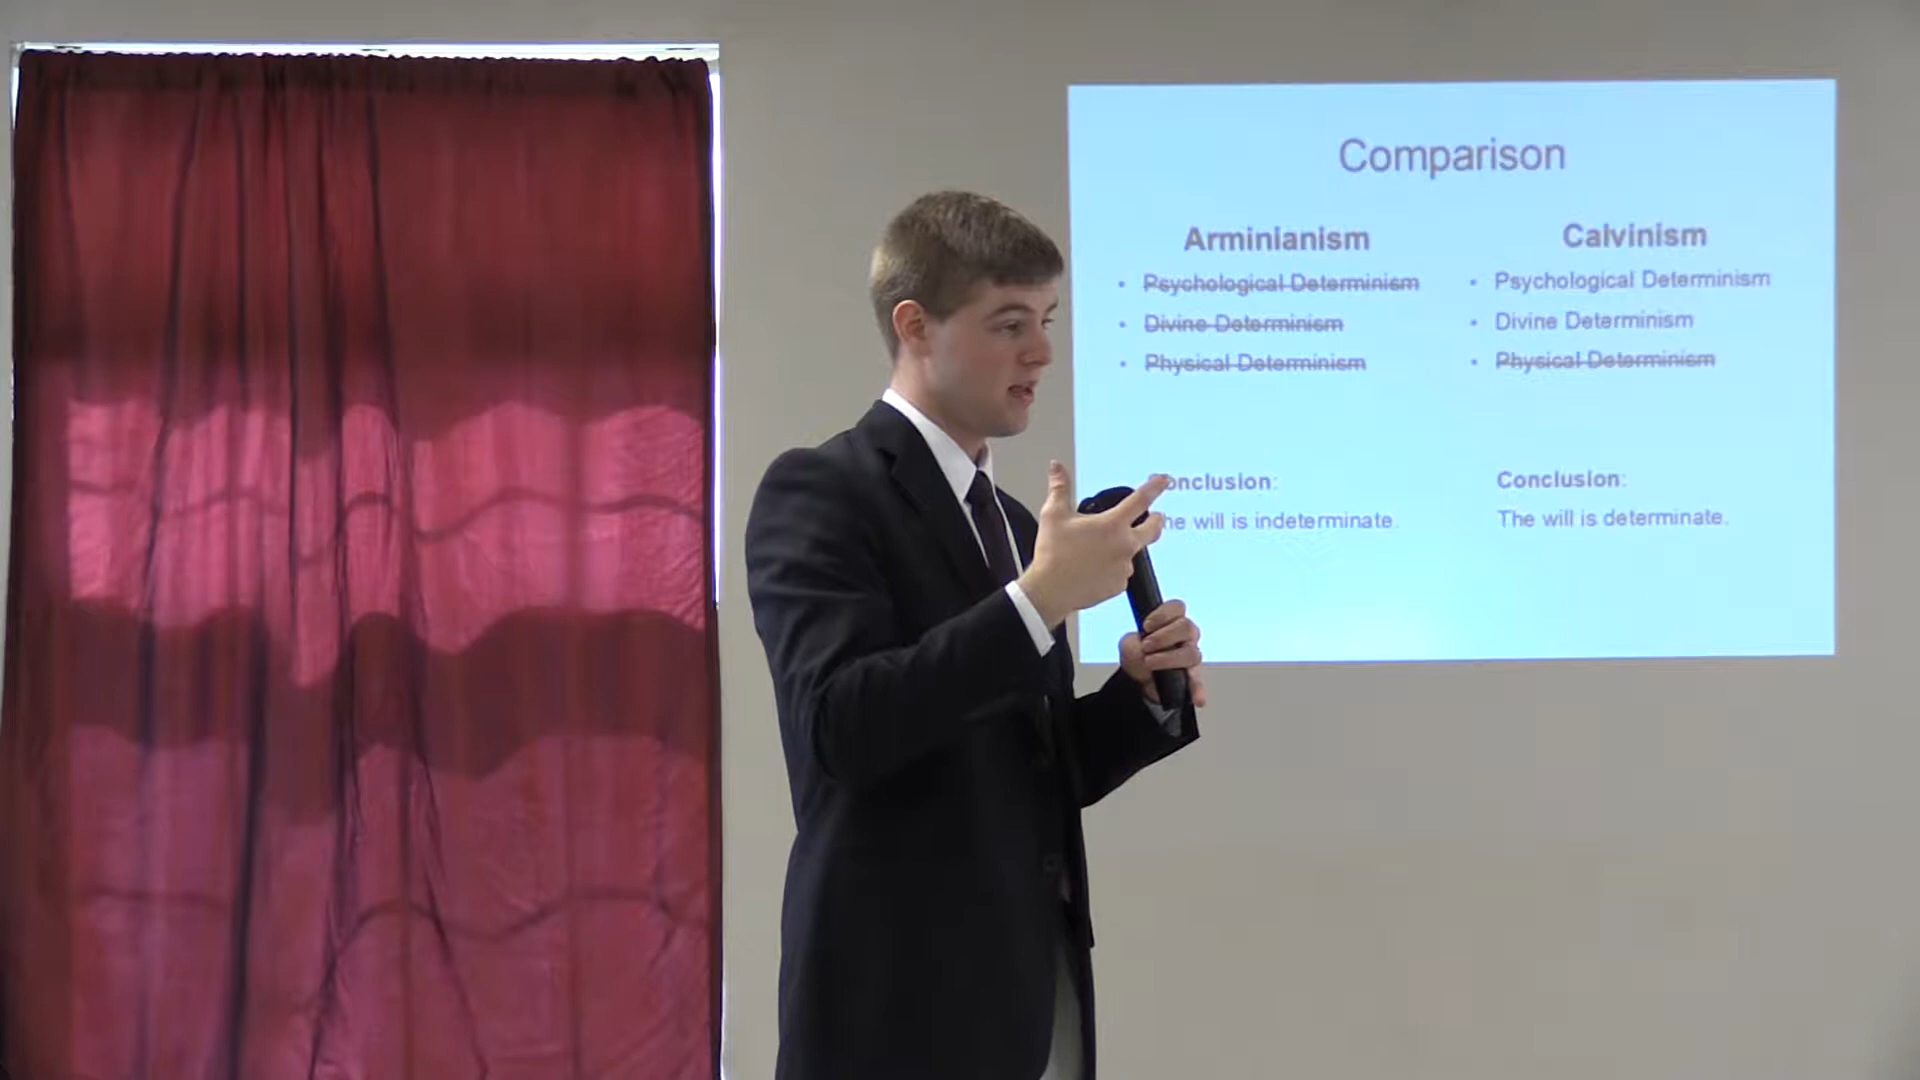 Comparison
Arminianism
• Psychological Determinism
• Divine Determinism
• Physical Determinism
onclusion:
he will is indeterminate.
Calvinism
• Psychological Determinism
• Divine Determinism
• Physical Determinism
Conclusion:
The will is determinate.